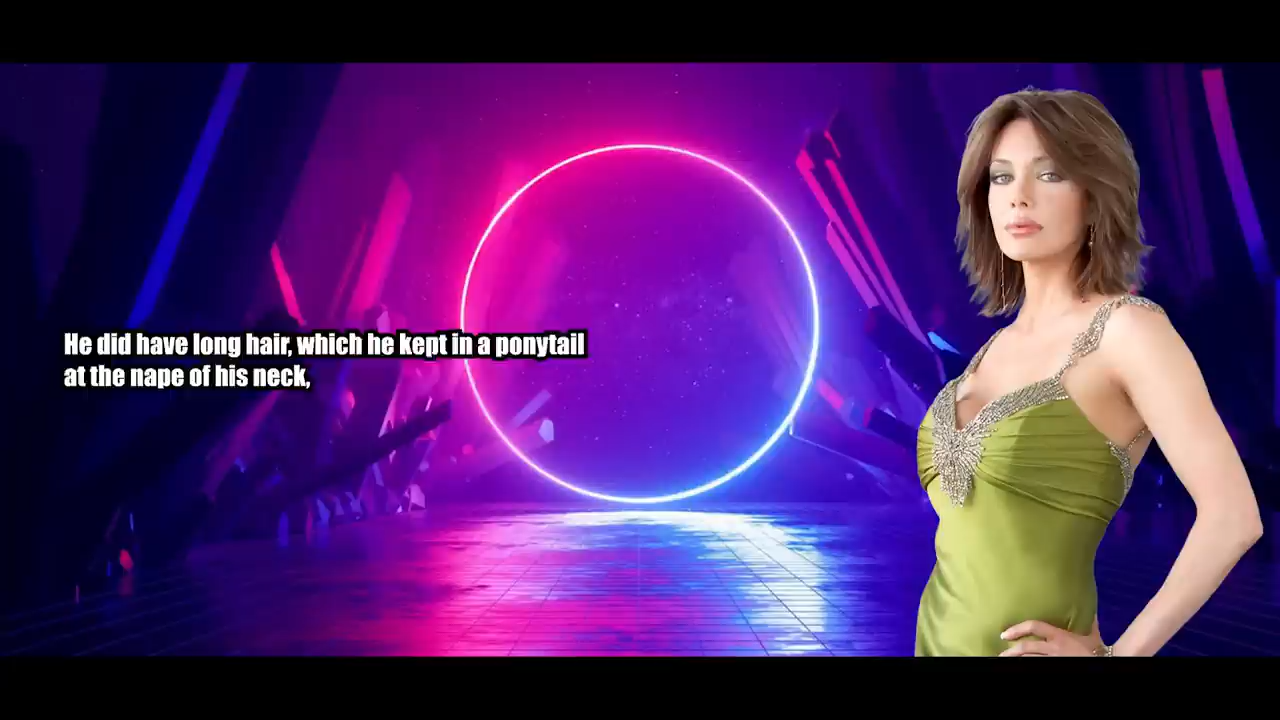 He did have long hair, which he kept in a ponytail
at the nape of his neck,